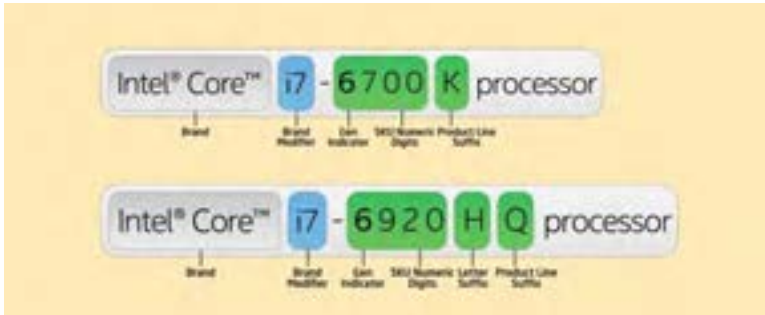 Intel® Core™ i7 - 6700 K processor
Brand Brand Modifier Gen Indicator SKU Numeric Digits Product Line Suffix
Intel® Core™ i7 - 6920 H Q processor
Brand Brand Modifier Gen Indicator SKU Numeric Digits Letter Suffix Product Line Suffix